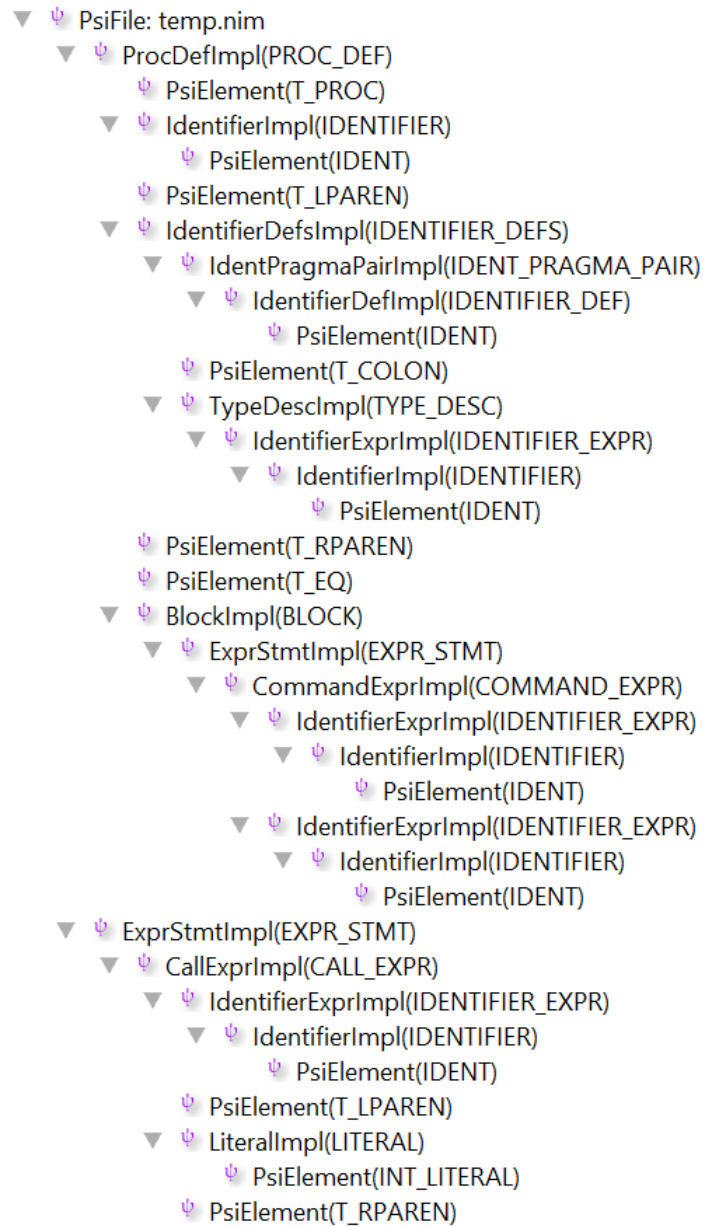 PsiFile: temp.nim
ProcDefImpl(PROC_DEF)
PsiElement(T_PROC)
IdentifierImpl(IDENTIFIER)
PsiElement(IDENT)
PsiElement(T_LPAREN)
IdentifierDefsImpl(IDENTIFIER_DEFS)
IdentPragmaPairImpl(IDENT_PRAGMA_PAIR)
IdentifierDefImpl(IDENTIFIER_DEF)
PsiElement(IDENT)
PsiElement(T_COLON)
TypeDescImpl(TYPE_DESC)
IdentifierExprImpl(IDENTIFIER_EXPR)
IdentifierImpl(IDENTIFIER)
PsiElement(IDENT)
PsiElement(T_RPAREN)
PsiElement(T_EQ)
BlockImpl(BLOCK)
ExprStmtImpl(EXPR_STMT)
CommandExprImpl(COMMAND_EXPR)
IdentifierExprImpl(IDENTIFIER_EXPR)
IdentifierImpl(IDENTIFIER)
PsiElement(IDENT)
IdentifierExprImpl(IDENTIFIER_EXPR)
IdentifierImpl(IDENTIFIER)
PsiElement(IDENT)
ExprStmtImpl(EXPR_STMT)
CallExprImpl(CALL_EXPR)
IdentifierExprImpl(IDENTIFIER_EXPR)
IdentifierImpl(IDENTIFIER)
PsiElement(IDENT)
PsiElement(T_LPAREN)
LiteralImpl(LITERAL)
PsiElement(INT_LITERAL)
PsiElement(T_RPAREN)